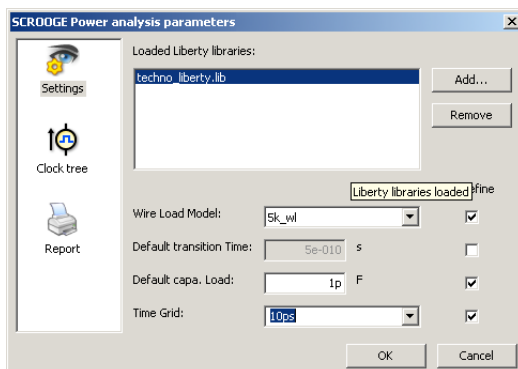 SCROOGE Power analysis parameters
Settings
Clock tree
Report
Loaded Liberty libraries:
techno_liberty.lib
Add...
Remove
Liberty libraries loaded
Wire Load Model: 5k_wl
Default transition Time: 5e-010 s
Default capa. Load: 1p F
Time Grid: 10ps
OK Cancel